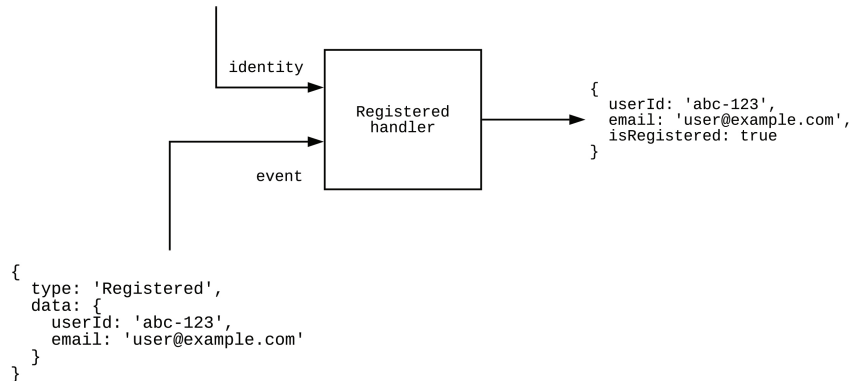 identity
Registered
handler
event
{
  userId: 'abc-123',
  email: 'user@example.com',
  isRegistered: true
}
{
  type: 'Registered',
  data: {
    userId: 'abc-123',
    email: 'user@example.com'
  }
}